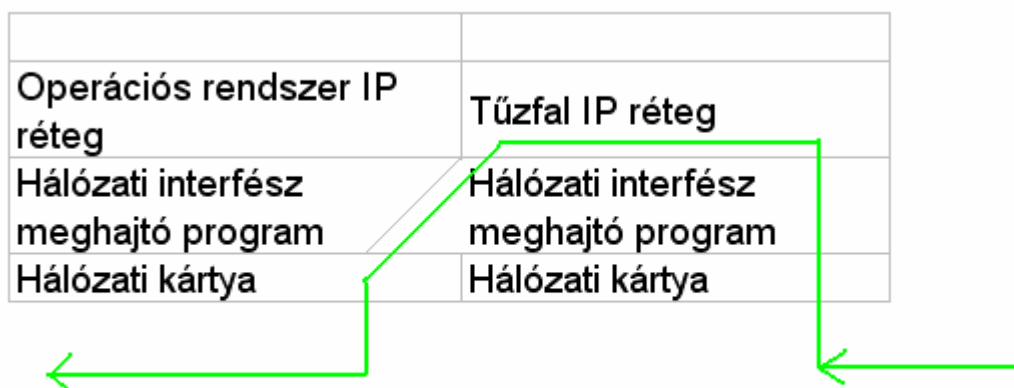 Operációs rendszer IP
réteg
Tűzfal IP réteg
Hálózati interfész
meghajtó program
Hálózati interfész
meghajtó program
Hálózati kártya
Hálózati kártya